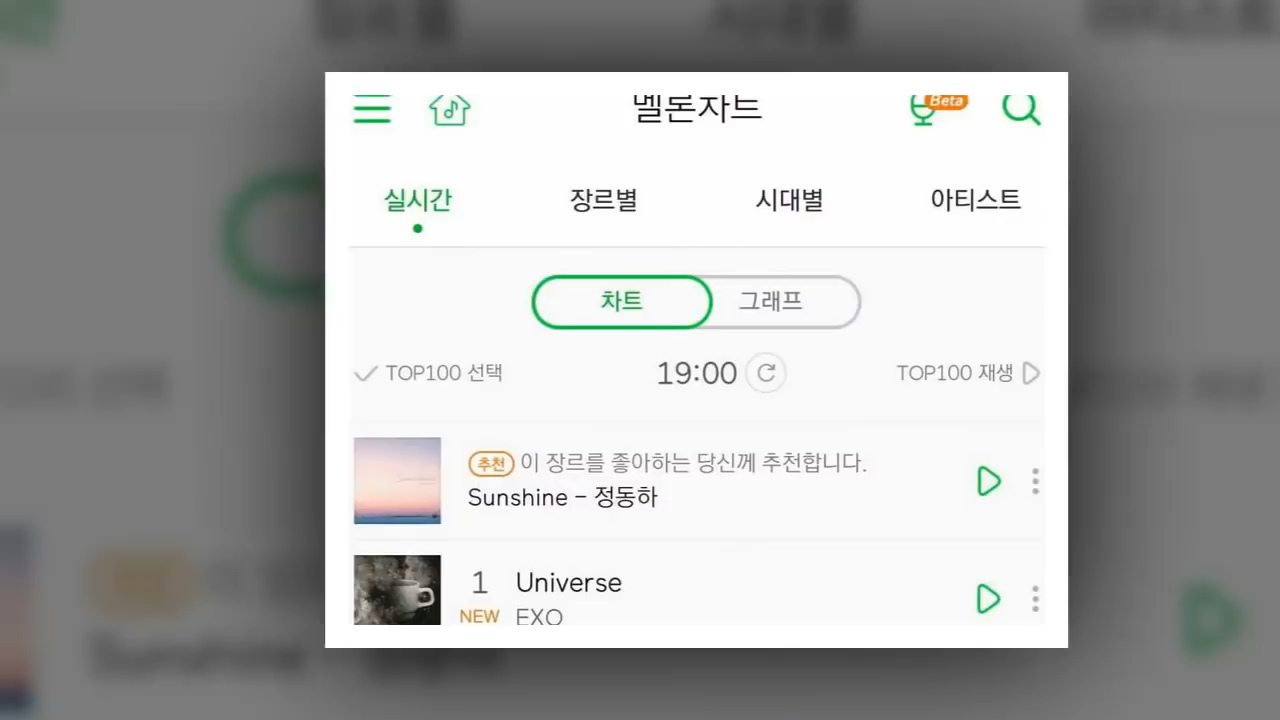 멜론차트
Beta
실시간 장르별 시대별 아티스트
차트 그래프
TOP100 선택 19:00 TOP100 재생
추천 이 장르를 좋아하는 당신께 추천합니다.
Sunshine - 정동하
1 Universe
NEW EXO